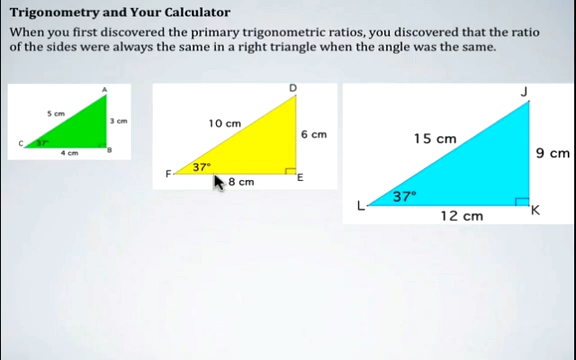 Trigonometry and Your Calculator
When you first discovered the primary trigonometric ratios, you discovered that the ratio
of the sides were always the same in a right triangle when the angle was the same.
A
5 cm
3 cm
C
37°
B
4 cm
D
10 cm
6 cm
F
37°
E
8 cm
J
15 cm
9 cm
37°
L
K
12 cm